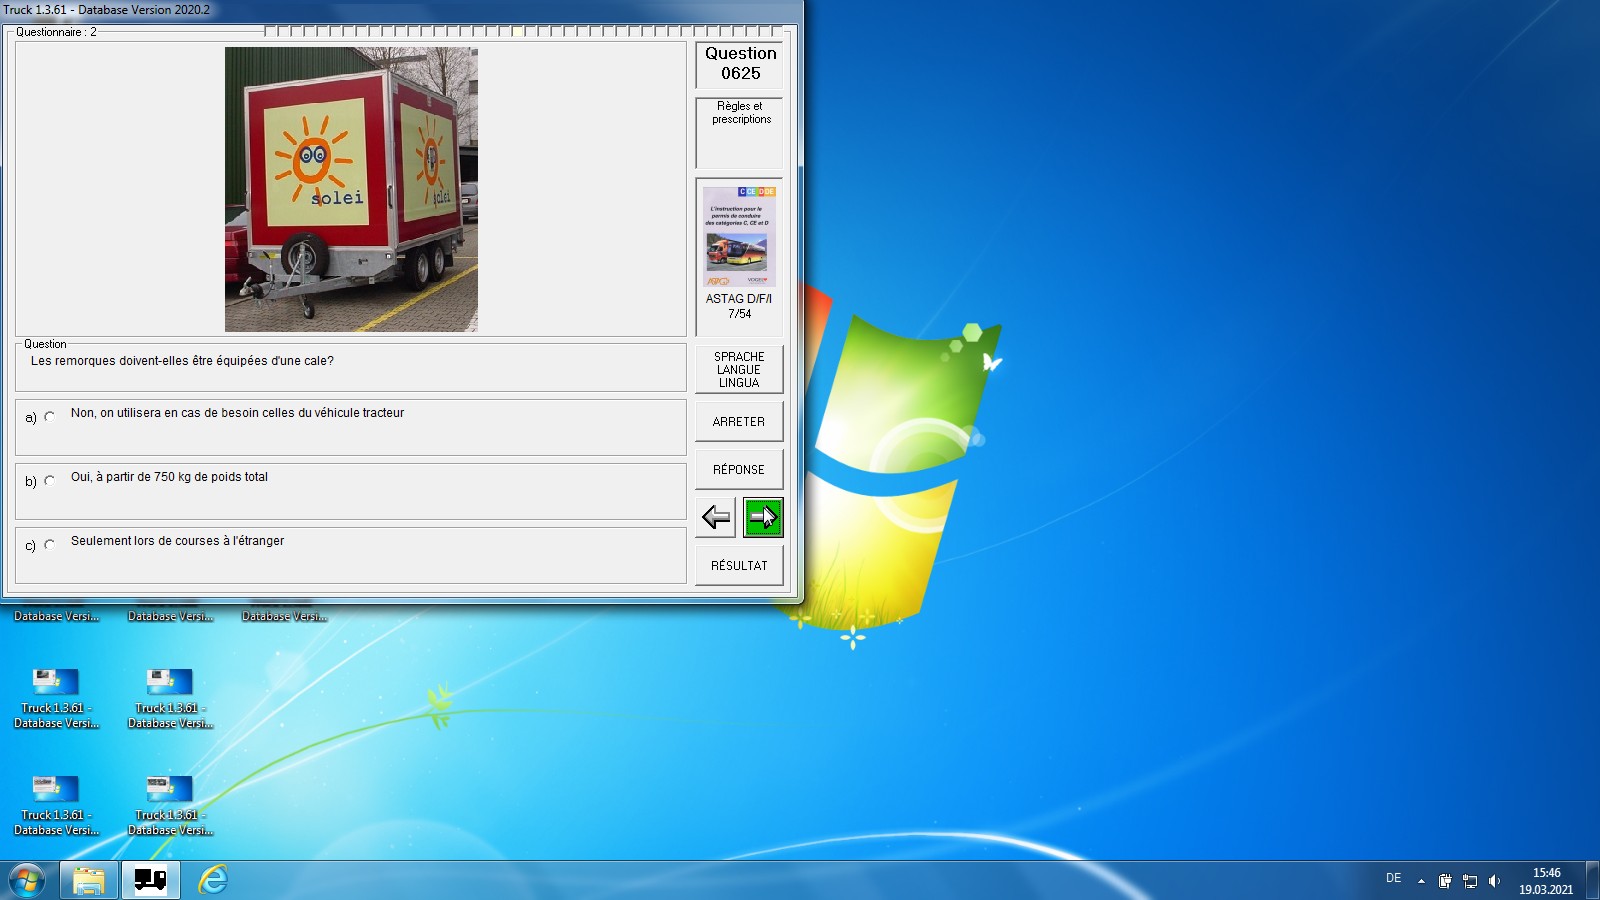 Truck 1.3.61 - Database Version 2020.2
Questionnaire : 2
solei
solei
Question
0625
Règles et
prescriptions
C CE D DE
L'instruction pour le
permis de conduire
des catégories C, CE et D
ASTAG D/F/I
7/54
Question
Les remorques doivent-elles être équipées d'une cale?
a) Non, on utilisera en cas de besoin celles du véhicule tracteur
b) Oui, à partir de 750 kg de poids total
c) Seulement lors de courses à l'étranger
SPRACHE
LANGUE
LINGUA
ARRETER
RÉPONSE
RÉSULTAT
Database Versi...
Database Versi...
Database Versi...
Truck 1.3.61 -
Database Versi...
Truck 1.3.61 -
Database Versi...
Truck 1.3.61 -
Database Versi...
Truck 1.3.61 -
Database Versi...
DE
15:46
19.03.2021